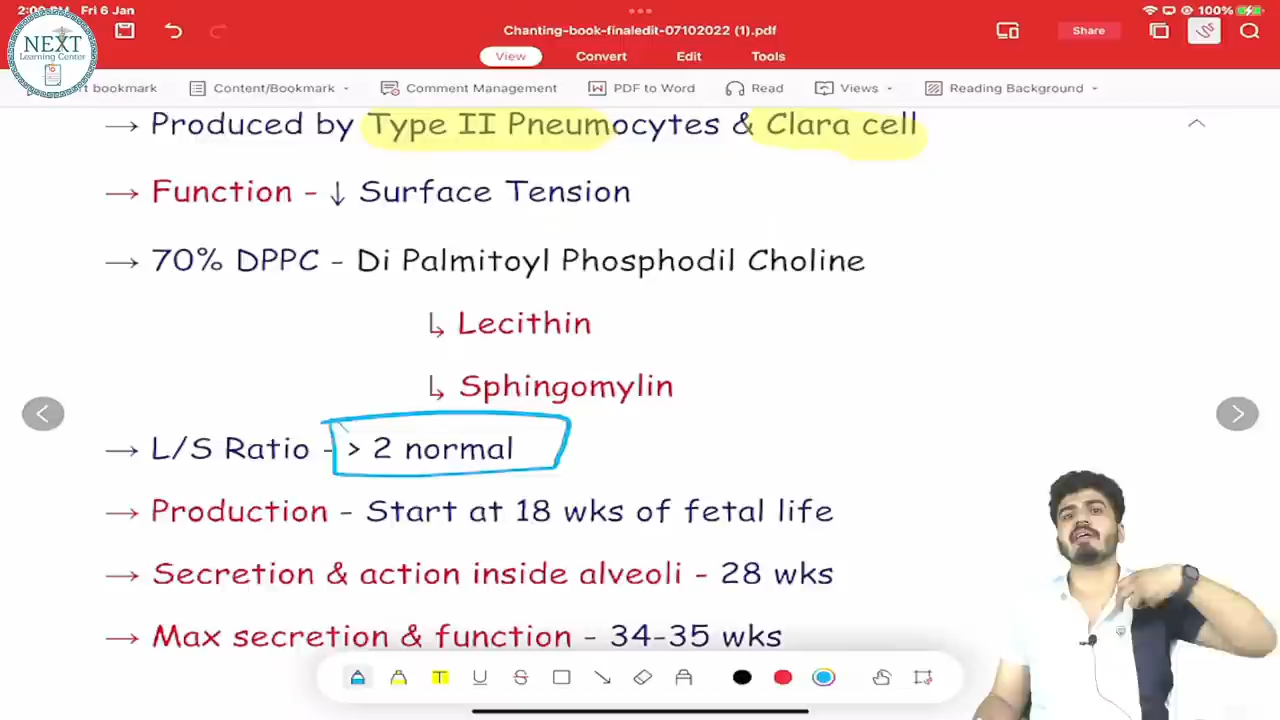 2:00 PM Fri 6 Jan
100%
NEXT
Learning Center
Chanting-book-finaledit-07102022 (1).pdf
Share
View Convert Edit Tools
bookmark Content/Bookmark Comment Management PDF to Word Read Views Reading Background
→ Produced by Type II Pneumocytes & Clara cell
→ Function - ↓ Surface Tension
→ 70% DPPC - Di Palmitoyl Phosphodil Choline
↳ Lecithin
↳ Sphingomylin
→ L/S Ratio - > 2 normal
→ Production - Start at 18 wks of fetal life
→ Secretion & action inside alveoli - 28 wks
→ Max secretion & function - 34-35 wks